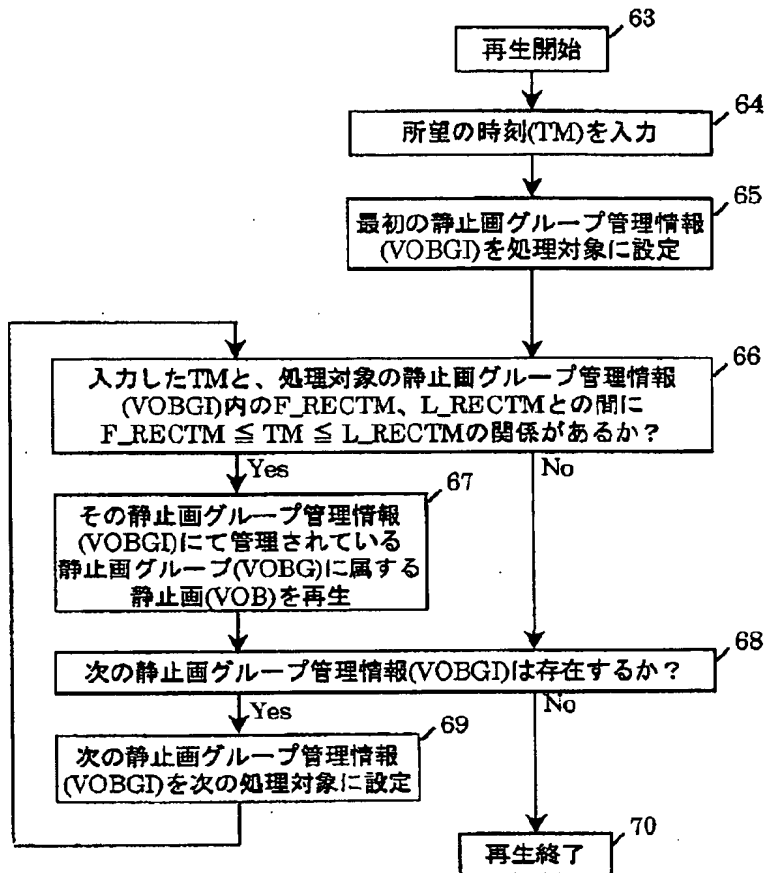 63
再生開始
64
所望の時刻(TM)を入力
65
最初の静止画グループ管理情報
(VOBGI)を処理対象に設定
66
入力したTMと、処理対象の静止画グループ管理情報
(VOBGI)内のF_RECTM、L_RECTMとの間に
F_RECTM ≦ TM ≦ L_RECTMの関係があるか？
Yes
No
67
その静止画グループ管理情報
(VOBGI)にて管理されている
静止画グループ(VOBG)に属する
静止画(VOB)を再生
68
次の静止画グループ管理情報(VOBGI)は存在するか？
Yes
No
69
次の静止画グループ管理情報
(VOBGI)を次の処理対象に設定
70
再生終了